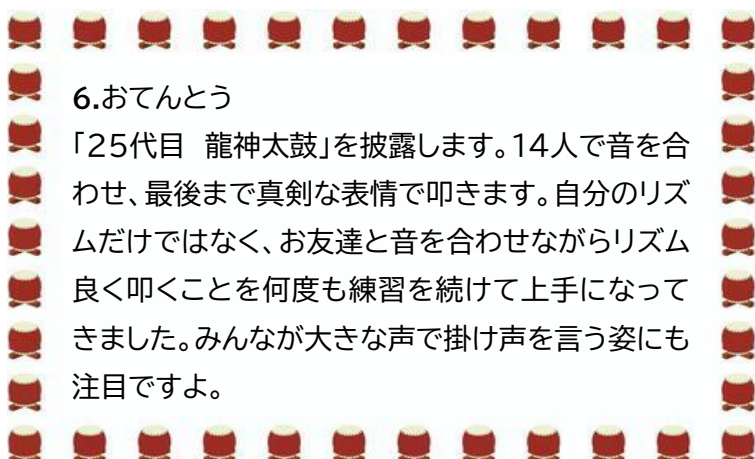 6.おてんとう
「25代目 龍神太鼓」を披露します。14人で音を合
わせ、最後まで真剣な表情で叩きます。自分のリズ
ムだけではなく、お友達と音を合わせながらリズム
良く叩くことを何度も練習を続けて上手になって
きました。みんなが大きな声で掛け声を言う姿にも
注目ですよ。